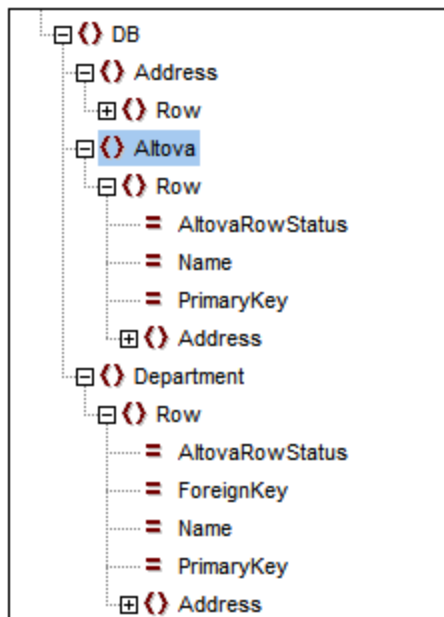 DB
Address
Row
Altova
Row
AltovaRowStatus
Name
PrimaryKey
Address
Department
Row
AltovaRowStatus
ForeignKey
Name
PrimaryKey
Address